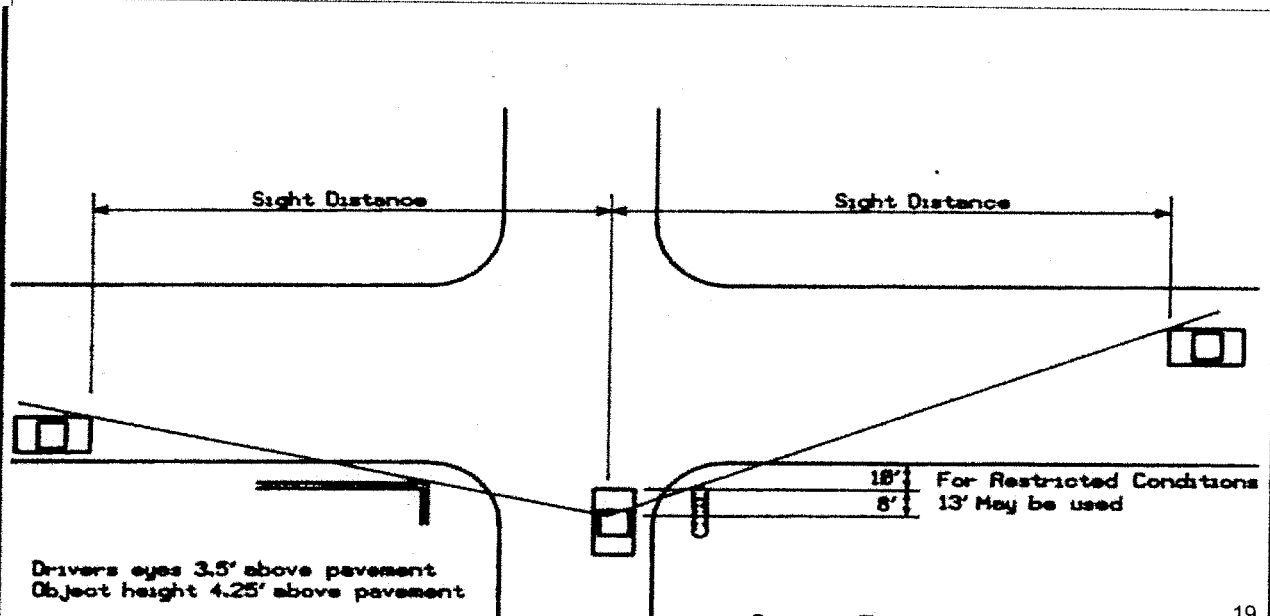 Sight Distance
Sight Distance
10' For Restricted Conditions
8' 13' May be used
Drivers eyes 3.5' above pavement
Object height 4.25' above pavement
19